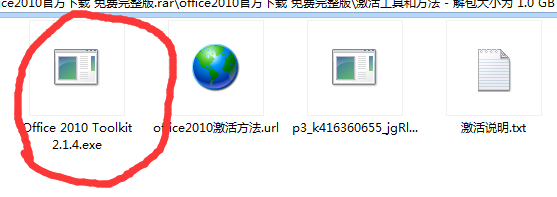 ce2010官方下载 免费完整版.rar\office2010官方下载 免费完整版\激活工具和方法 - 解包大小为 1.0 GB
Office 2010 Toolkit
2.1.4.exe
office2010激活方法.url
p3_k416360655_jgRl...
激活说明.txt